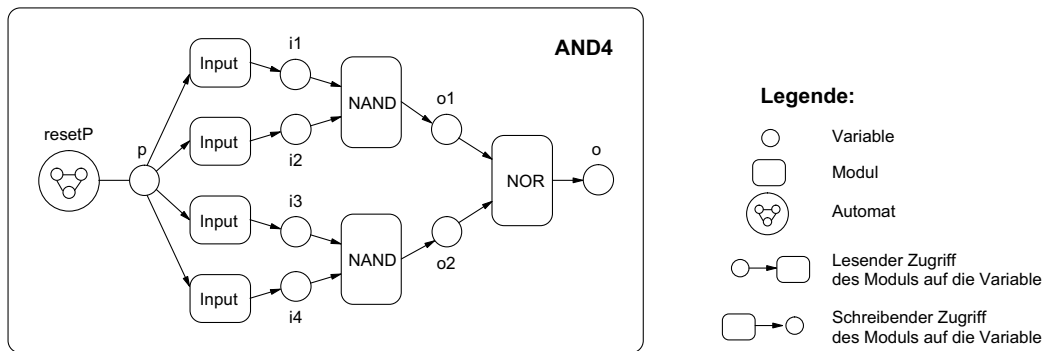 AND4
resetP
p
Input
i1
Input
i2
NAND
o1
Input
i3
Input
i4
NAND
o2
NOR
o
Legende:
Variable
Modul
Automat
Lesender Zugriff
des Moduls auf die Variable
Schreibender Zugriff
des Moduls auf die Variable